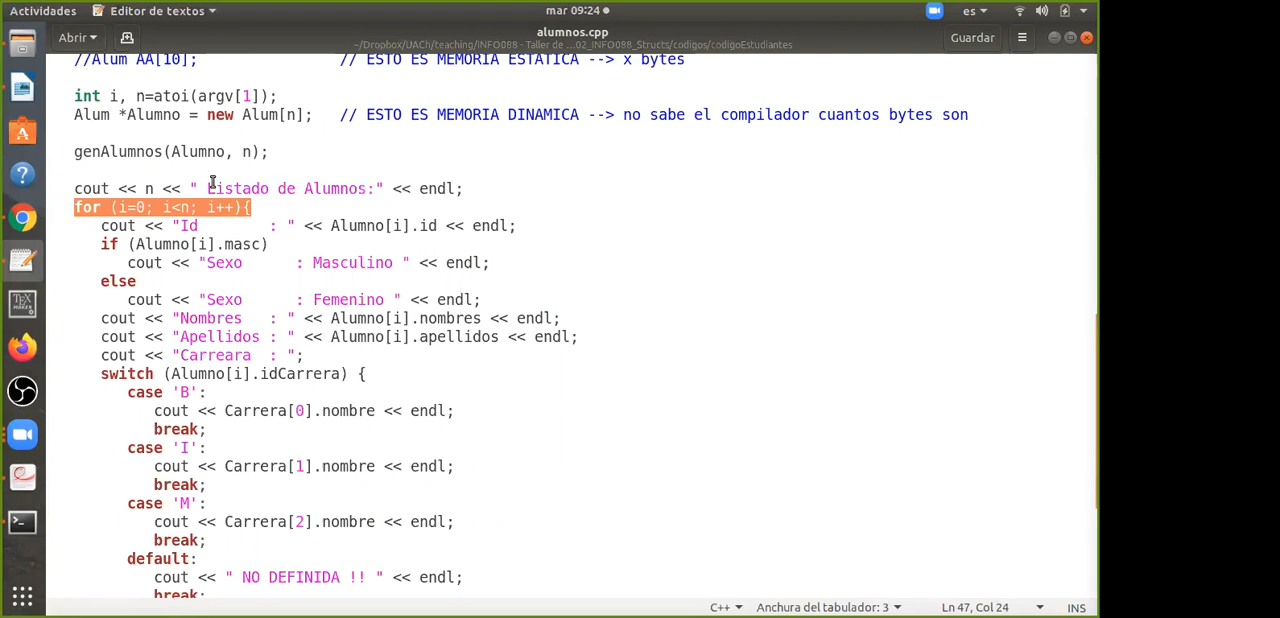 Actividades Editor de textos mar 09:24 es
Abrir alumnos.cpp Guardar
~/Dropbox/UACh/teaching/INFO088 - Taller de …02_INFO088_Structs/codigos/codigoEstudiantes
//Alum AA[10]; // ESTO ES MEMORIA ESTATICA --> x bytes
int i, n=atoi(argv[1]);
Alum *Alumno = new Alum[n]; // ESTO ES MEMORIA DINAMICA --> no sabe el compilador cuantos bytes son
genAlumnos(Alumno, n);
cout << n << " Listado de Alumnos:" << endl;
for (i=0; i<n; i++){
cout << "Id : " << Alumno[i].id << endl;
if (Alumno[i].masc)
cout << "Sexo : Masculino " << endl;
else
cout << "Sexo : Femenino " << endl;
cout << "Nombres : " << Alumno[i].nombres << endl;
cout << "Apellidos : " << Alumno[i].apellidos << endl;
cout << "Carreara : ";
switch (Alumno[i].idCarrera) {
case 'B':
cout << Carrera[0].nombre << endl;
break;
case 'I':
cout << Carrera[1].nombre << endl;
break;
case 'M':
cout << Carrera[2].nombre << endl;
break;
default:
cout << " NO DEFINIDA !! " << endl;
break;
C++ Anchura del tabulador: 3 Ln 47, Col 24 INS